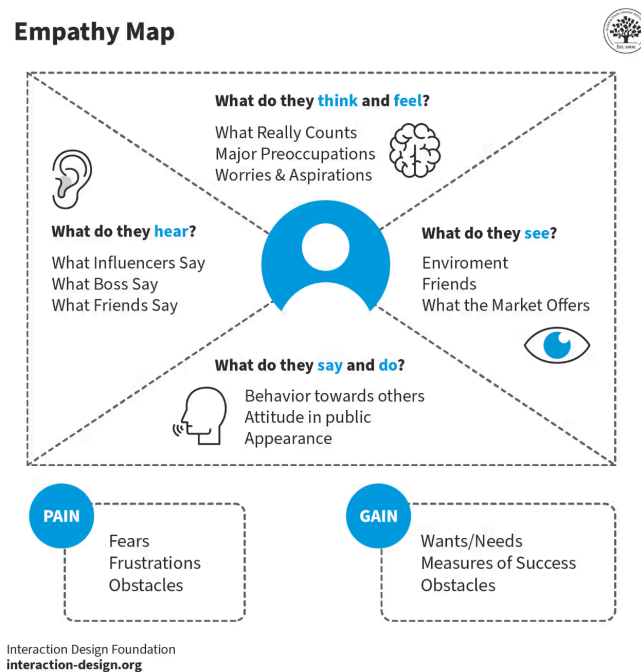 Empathy Map
Est. 2002
What do they think and feel?
What Really Counts
Major Preoccupations
Worries & Aspirations
What do they hear?
What Influencers Say
What Boss Say
What Friends Say
What do they see?
Enviroment
Friends
What the Market Offers
What do they say and do?
Behavior towards others
Attitude in public
Appearance
PAIN
Fears
Frustrations
Obstacles
GAIN
Wants/Needs
Measures of Success
Obstacles
Interaction Design Foundation
interaction-design.org